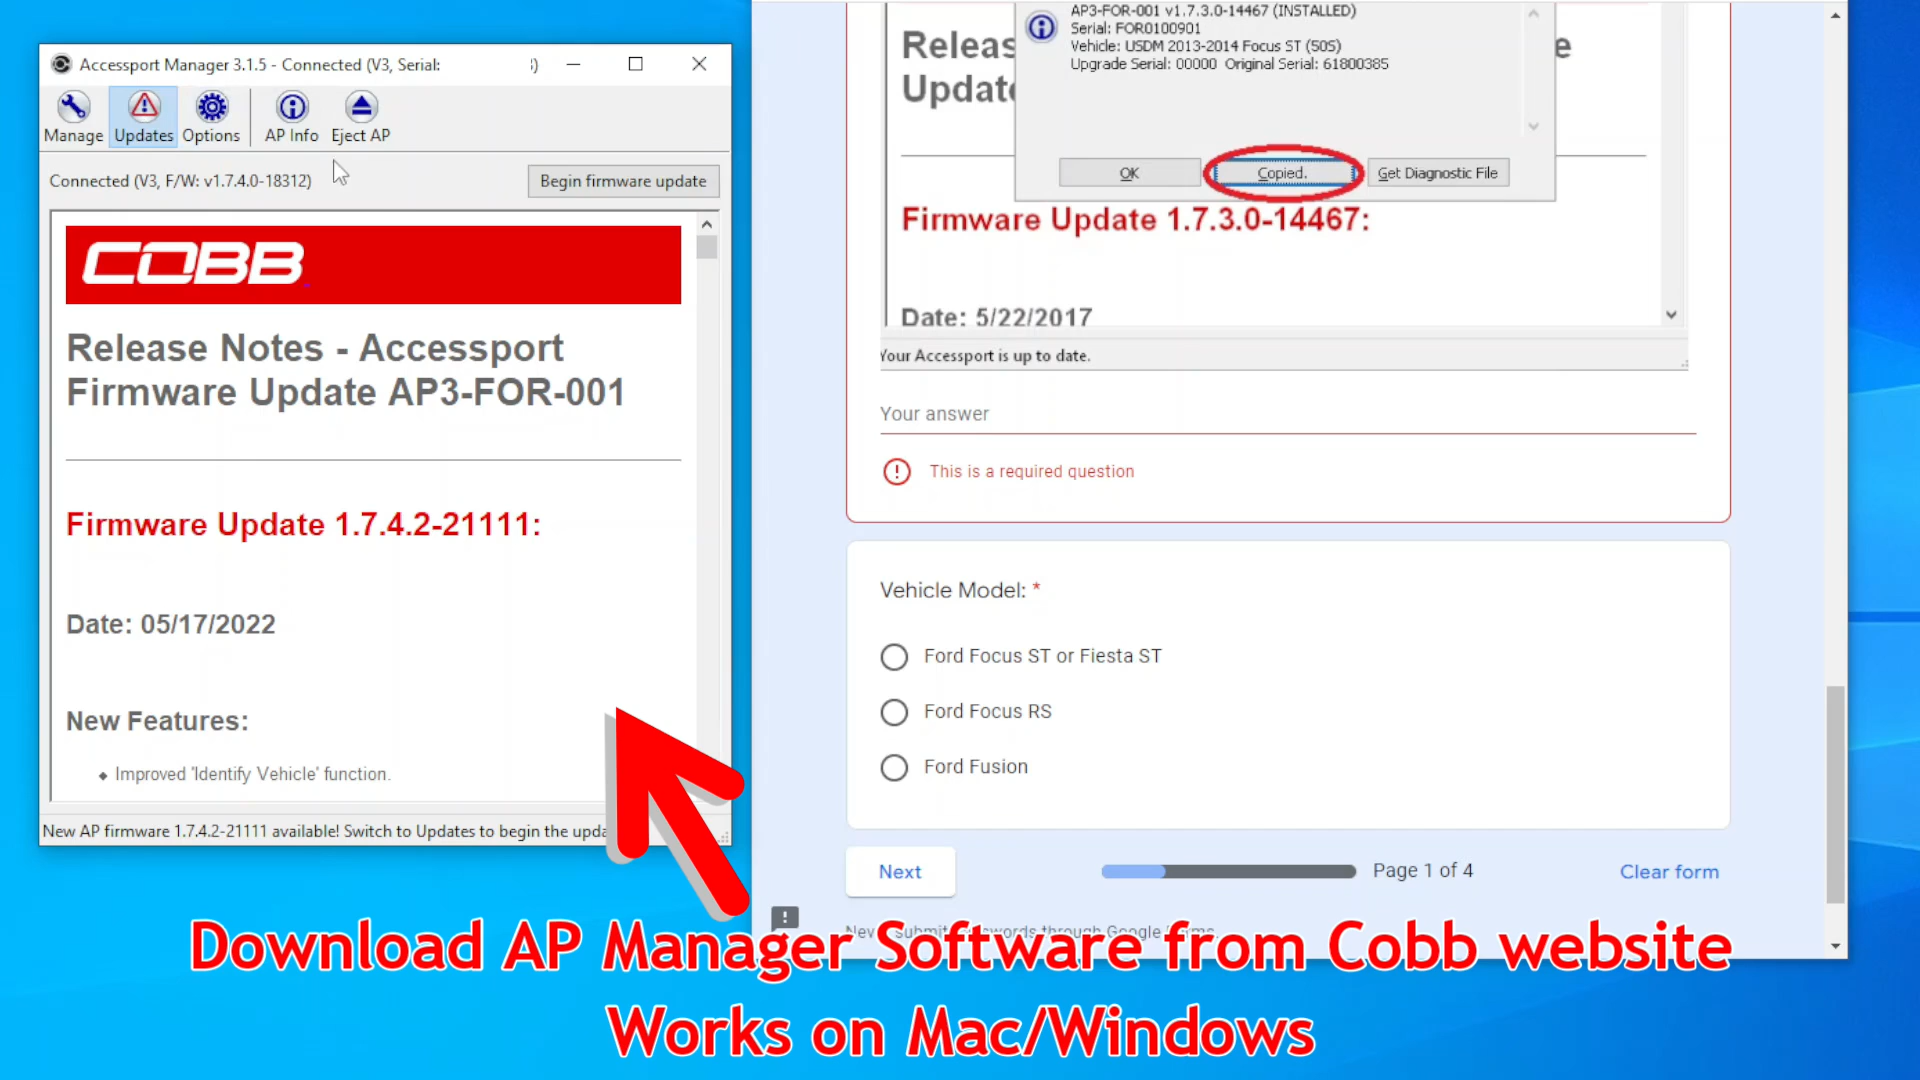 Accessport Manager 3.1.5 - Connected (V3, Serial: :)
Manage Updates Options AP Info Eject AP
Connected (V3, F/W: v1.7.4.0-18312)
Begin firmware update
COBB
Release Notes - Accessport
Firmware Update AP3-FOR-001
Firmware Update 1.7.4.2-21111:
Date: 05/17/2022
New Features:
Improved 'Identify Vehicle' function.
New AP firmware 1.7.4.2-21111 available! Switch to Updates to begin the
AP3-FOR-001 v1.7.3.0-14467 (INSTALLED)
Serial: FOR0100901
Vehicle: USDM 2013-2014 Focus ST (50S)
Upgrade Serial: 00000 Original Serial: 61800385
OK Copied. Get Diagnostic File
Firmware Update 1.7.3.0-14467:
Date: 5/22/2017
Your Accessport is up to date.
Your answer
This is a required question
Vehicle Model: *
Ford Focus ST or Fiesta ST
Ford Focus RS
Ford Fusion
Next
Page 1 of 4
Clear form
Download AP Manager Software from Cobb website
Works on Mac/Windows